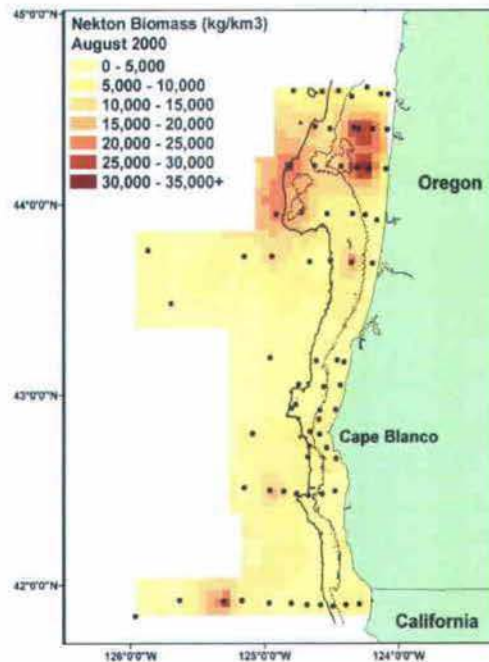 Nekton Biomass (kg/km3)
August 2000
0 - 5,000
5,000 - 10,000
10,000 - 15,000
15,000 - 20,000
20,000 - 25,000
25,000 - 30,000
30,000 - 35,000+
45°0'0"N
44°0'0"N
43°0'0"N
42°0'0"N
Oregon
Cape Blanco
California
126°0'0"W
125°0'0"W
124°0'0"W